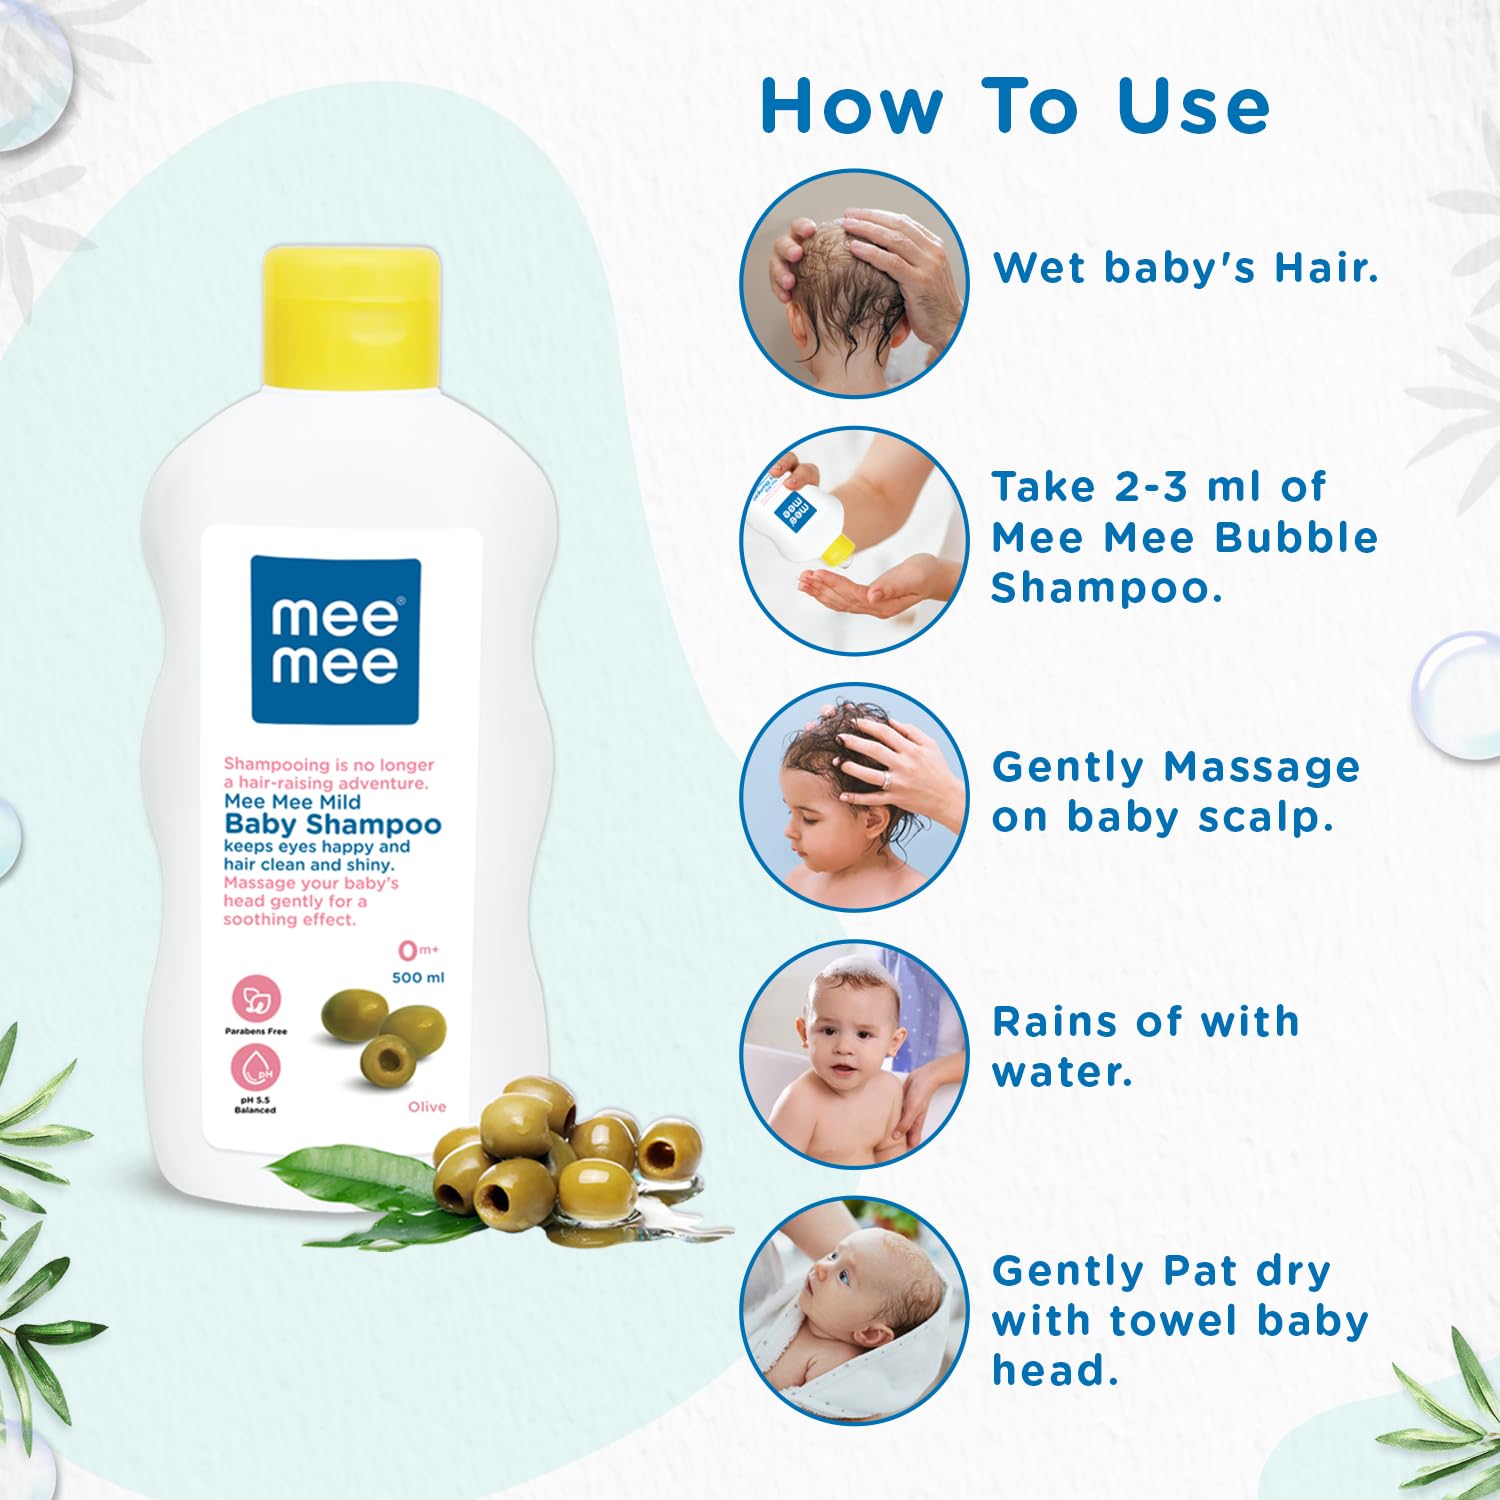 How To Use
Wet baby's Hair.
Take 2-3 ml of
Mee Mee Bubble
Shampoo.
Gently Massage
on baby scalp.
Rains of with
water.
Gently Pat dry
with towel baby
head.
mee®
mee
Shampooing is no longer
a hair-raising adventure.
Mee Mee Mild
Baby Shampoo
keeps eyes happy and
hair clean and shiny.
Massage your baby's
head gently for a
soothing effect.
0m+
500 ml
Parabens Free
pH
pH 5.5
Balanced
Olive
mee
mee